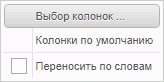 Выбор колонок ...
Колонки по умолчанию
Переносить по словам